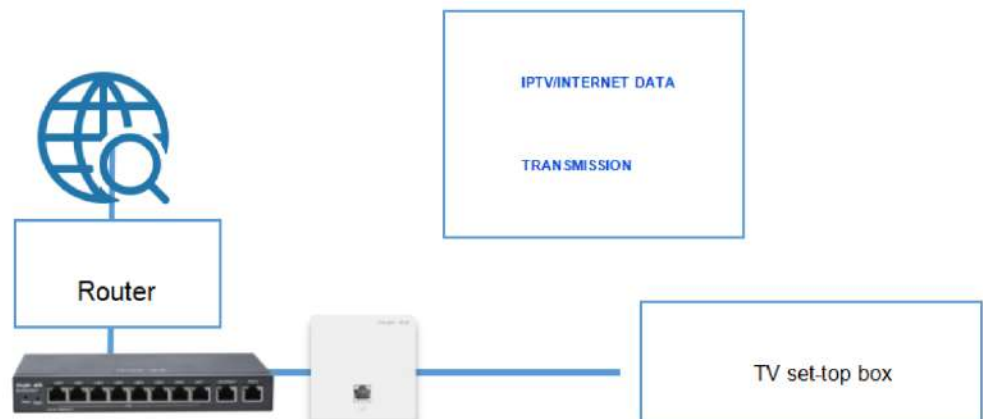 IPTV/INTERNET DATA
TRANSMISSION
Router
TV set-top box